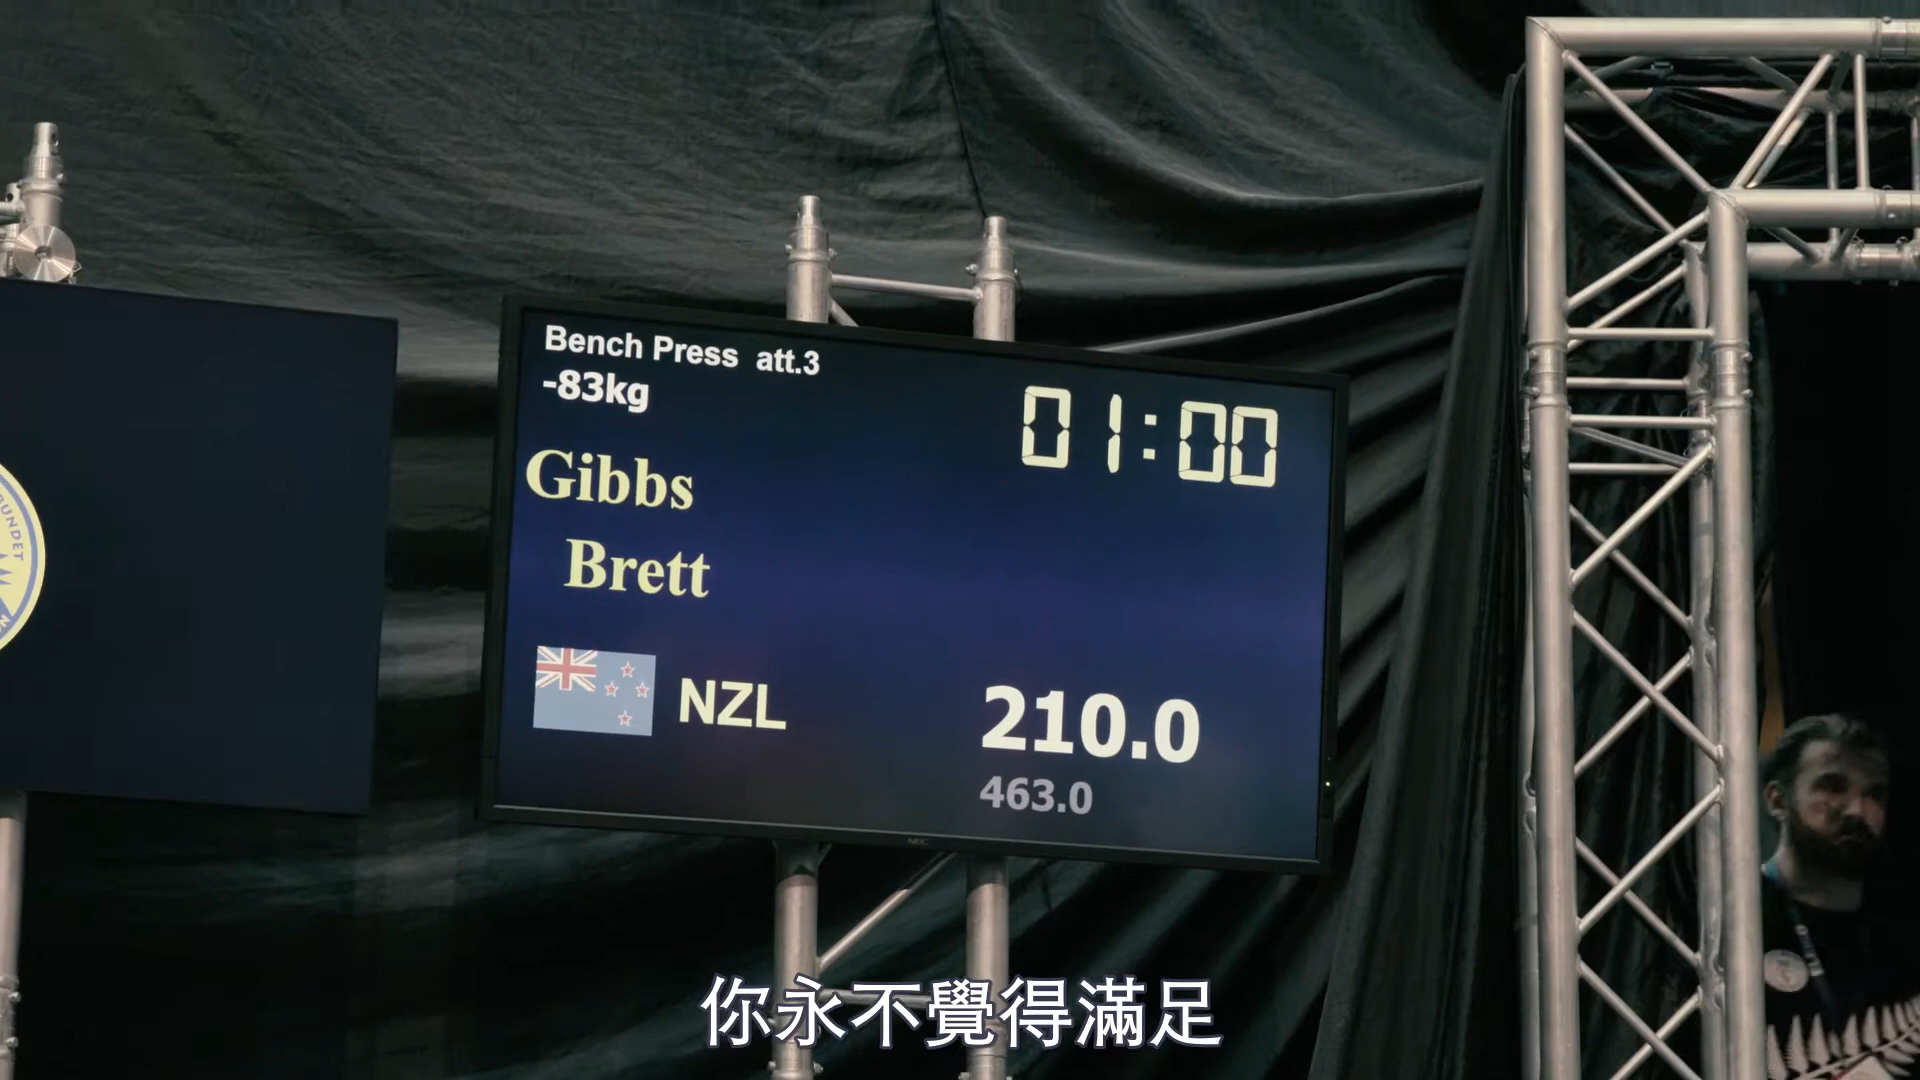 Bench Press att.3
-83kg
01:00
Gibbs
Brett
NZL
210.0
463.0
BUNDET
你永不覺得滿足